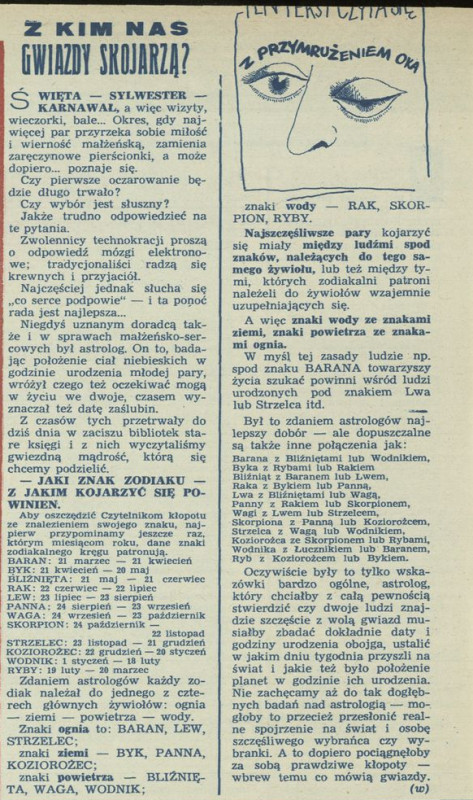 Z KIM NAS
GWIAZDY SKOJARZĄ?
ŚWIĘTA — SYLWESTER —
KARNAWAŁ, a więc wizyty,
wieczorki, bale... Okres, gdy naj-
więcej par przyrzeka sobie miłość
i wierność małżeńską, zamienia
zaręczynowe pierścionki, a może
dopiero... poznaje się.
Czy pierwsze oczarowanie bę-
dzie długo trwało?
Czy wybór jest słuszny?
Jakże trudno odpowiedzieć na
te pytania.
Zwolennicy technokracji proszą
o odpowiedź mózgi elektrono-
we; tradycjonaliści radzą się
krewnych i przyjaciół.
Najczęściej jednak słucha się
„co serce podpowie" — i ta ponoć
rada jest najlepsza...
Niegdyś uznanym doradcą tak-
że i w sprawach małżeńsko-ser-
cowych był astrolog. On to, bada-
jąc położenie ciał niebieskich w
godzinie urodzenia młodej pary,
wróżył czego też oczekiwać mogą
w życiu we dwoje, czasem wy-
znaczał też datę zaślubin.
Z czasów tych przetrwały do
dziś dnia w zaciszu bibliotek sta-
re księgi i z nich wyczytaliśmy
gwiezdną mądrość, którą się
chcemy podzielić.
— JAKI ZNAK ZODIAKU —
Z JAKIM KOJARZYĆ SIĘ PO-
WINIEN.
Aby oszczędzić Czytelnikom kłopotu
ze znalezieniem swojego znaku, naj-
pierw przypominamy jeszcze raz,
którym miesiącom roku, dane znaki
zodiakalnego kręgu patronują.
BARAN: 21 marzec — 21 kwiecień
BYK: 21 kwiecień — 20 maj
BLIŹNIĘTA: 21 maj — 21 czerwiec
RAK: 22 czerwiec — 22 lipiec
LEW: 23 lipiec — 23 sierpień
PANNA: 24 sierpień — 23 wrzesień
WAGA: 24 wrzesień — 23 październik
SKORPION: 24 październik —
22 listopad
STRZELEC: 23 listopad — 21 grudzień
KOZIOROŻEC: 22 grudzień — 20 styczeń
WODNIK: 1 styczeń — 18 luty
RYBY: 19 luty — 20 marzec
Zdaniem astrologów każdy zo-
diak należał do jednego z czte-
rech głównych żywiołów: ognia
— ziemi — powietrza — wody.
Znaki ognia to: BARAN, LEW,
STRZELEC;
znaki ziemi — BYK, PANNA,
KOZIOROŻEC;
znaki powietrza — BLIŹNIĘ-
TA, WAGA, WODNIK;
TEN TEKST CZYTA SIĘ
Z PRZYMRUŻENIEM OKA
znaki wody — RAK, SKOR-
PION, RYBY.
Najszczęśliwsze pary kojarzyć
się miały między ludźmi spod
znaków, należących do tego sa-
mego żywiołu, lub też między ty-
mi, których zodiakalni patroni
należeli do żywiołów wzajemnie
uzupełniających się.
A więc znaki wody ze znakami
ziemi, znaki powietrza ze znaka-
mi ognia.
W myśl tej zasady ludzie np.
spod znaku BARANA towarzyszy
życia szukać powinni wśród ludzi
urodzonych pod znakiem Lwa
lub Strzelca itd.
Był to zdaniem astrologów naj-
lepszy dobór — ale dopuszczalne
są także inne połączenia jak:
Barana z Bliźniętami lub Wodnikiem,
Byka z Rybami lub Rakiem
Bliźniąt z Baranem lub Lwem,
Raka z Bykiem lub Panną,
Lwa z Bliźniętami lub Wagą,
Panny z Rakiem lub Skorpionem,
Wagi z Lwem lub Strzelcem,
Skorpiona z Panną lub Koziorożcem,
Strzelca z Wagą lub Wodnikiem,
Koziorożca ze Skorpionem lub Rybami,
Wodnika z Łucznikiem lub Baranem,
Ryb z Koziorożcem lub Bykiem.
Oczywiście były to tylko wska-
zówki bardzo ogólne, astrolog,
który chciałby z całą pewnością
stwierdzić czy dwoje ludzi znaj-
dzie szczęście z wolą gwiazd mu-
siałby zbadać dokładne daty i
godziny urodzenia obojga, ustalić
w jakim dniu tygodnia przyszli na
świat i jakie też było położenie
planet w godzinie ich urodzenia.
Nie zachęcamy aż do tak dogłęb-
nych badań nad astrologią — mo-
głoby to przecież przesłonić real-
ne spojrzenie na świat i osobę
szczęśliwego wybrańca czy wy-
branki. A to dopiero pociągnęłoby
za sobą prawdziwe kłopoty —
wbrew temu co mówią gwiazdy.
(w)